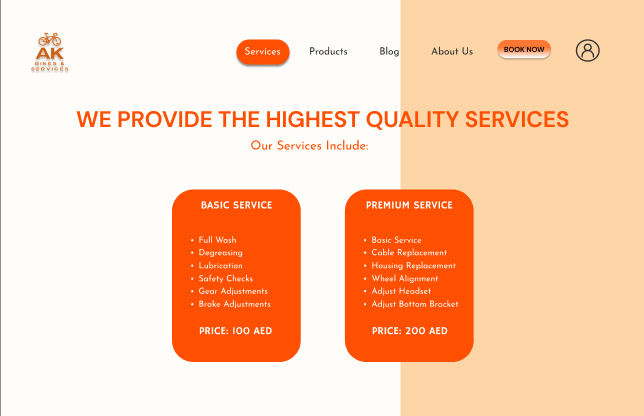 AK
BIKES &
SERVICES
Services Products Blog About Us BOOK NOW
WE PROVIDE THE HIGHEST QUALITY SERVICES
Our Services Include:
BASIC SERVICE
• Full Wash
• Degreasing
• Lubrication
• Safety Checks
• Gear Adjustments
• Brake Adjustments
PRICE: 100 AED
PREMIUM SERVICE
• Basic Service
• Cable Replacement
• Housing Replacement
• Wheel Alignment
• Adjust Headset
• Adjust Bottom Bracket
PRICE: 200 AED